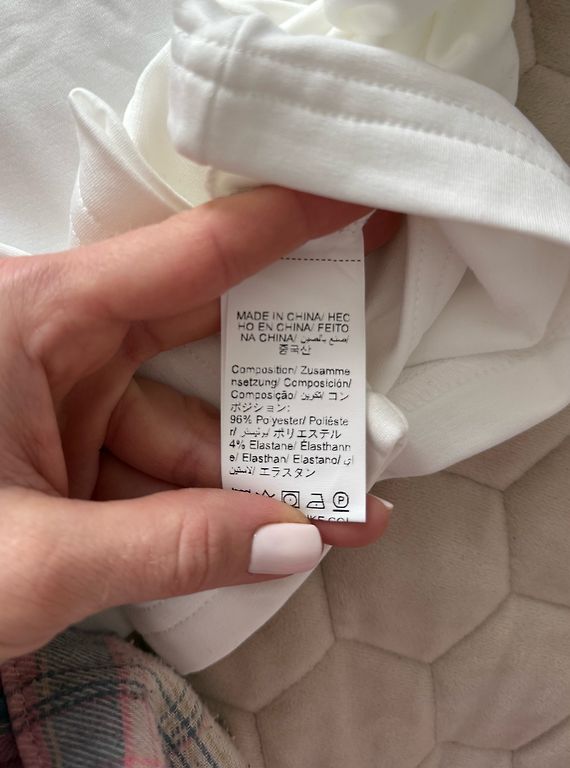 MADE IN CHINA/ HEC
HO EN CHINA/ FEITO
NA CHINA/ صنع بالصين/
중국산
Composition/ Zusamme
nsetzung/ Composición/
Composição/ تكوين/ コン
ポジション:
96% Polyester/ Poliéste
r/ بوليستر/ ポリエステル
4% Elastane/ Élasthann
e/ Elasthan/ Elastano/ إي
لاستين/ エラスタン
P